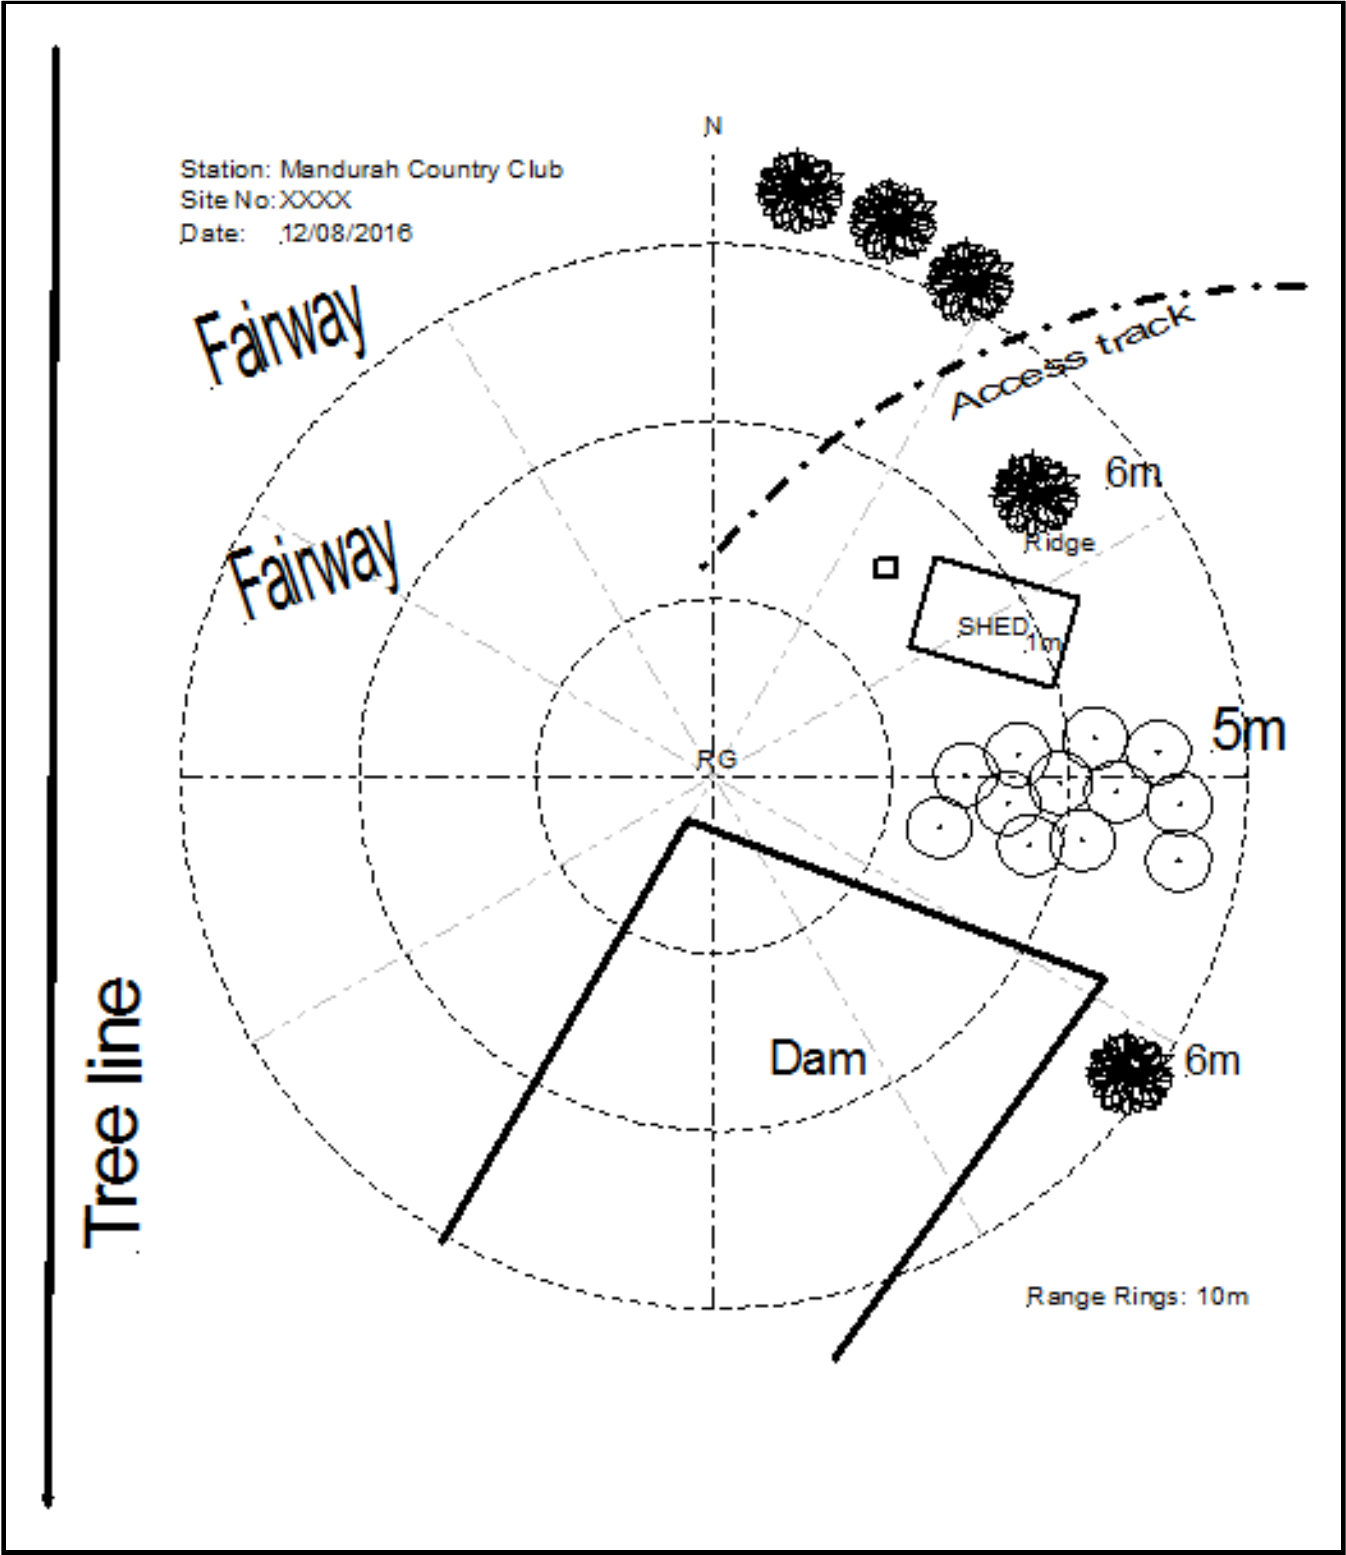 N
Station: Mandurah Country Club
Site No: XXXX
Date: 12/08/2016
Fairway
Access track
6m
Fairway
Ridge
SHED
1m
5m
RG
Tree line
Dam
6m
Range Rings: 10m